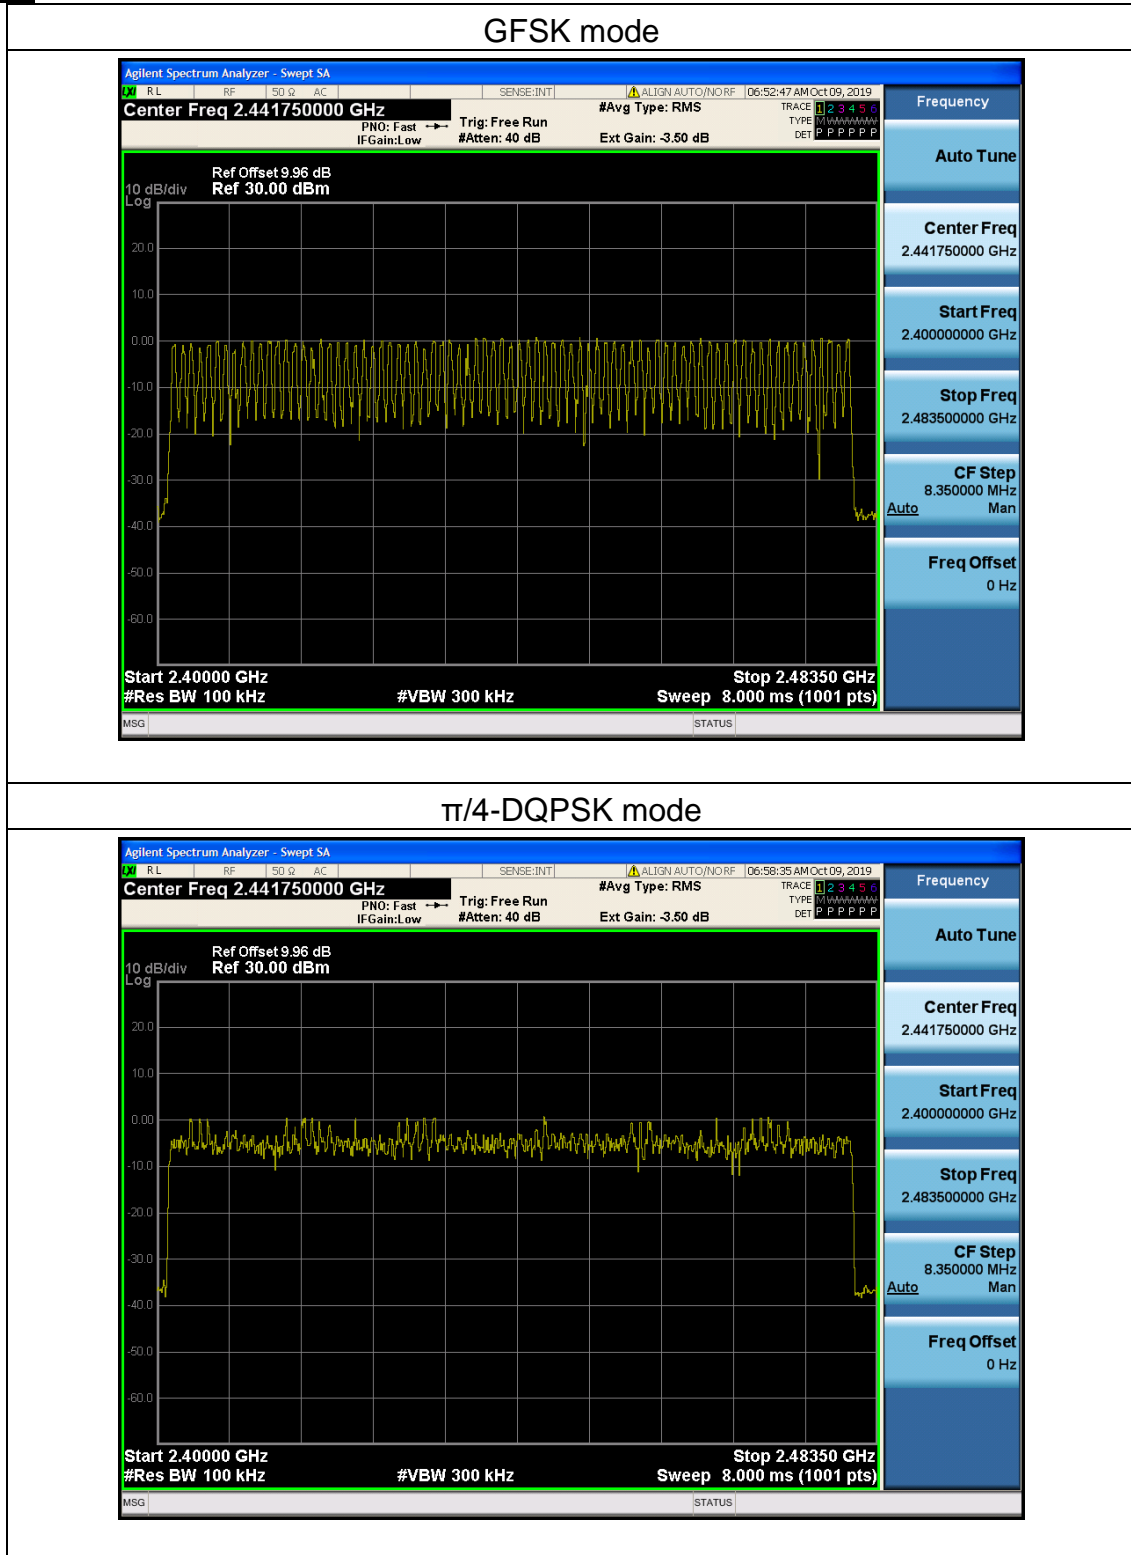 GFSK mode
Agilent Spectrum Analyzer - Swept SA
LXI RL RF 50 Ω AC SENSE:INT ALIGN AUTO/NO RF 06:52:47 AM Oct 09, 2019
Center Freq 2.441750000 GHz #Avg Type: RMS TRACE 1 2 3 4 5 6
PNO: Fast Trig: Free Run TYPE M WWWWW
IFGain:Low #Atten: 40 dB Ext Gain: -3.50 dB DET P P P P P P
Ref Offset 9.96 dB
10 dB/div Ref 30.00 dBm
Log
20.0
10.0
0.00
-10.0
-20.0
-30.0
-40.0
-50.0
-60.0
Start 2.40000 GHz Stop 2.48350 GHz
#Res BW 100 kHz #VBW 300 kHz Sweep 8.000 ms (1001 pts)
MSG STATUS
Frequency
Auto Tune
Center Freq
2.441750000 GHz
Start Freq
2.400000000 GHz
Stop Freq
2.483500000 GHz
CF Step
8.350000 MHz
Auto Man
Freq Offset
0 Hz
π/4-DQPSK mode
Agilent Spectrum Analyzer - Swept SA
LXI RL RF 50 Ω AC SENSE:INT ALIGN AUTO/NO RF 06:58:35 AM Oct 09, 2019
Center Freq 2.441750000 GHz #Avg Type: RMS TRACE 1 2 3 4 5 6
PNO: Fast Trig: Free Run TYPE M WWWWW
IFGain:Low #Atten: 40 dB Ext Gain: -3.50 dB DET P P P P P P
Ref Offset 9.96 dB
10 dB/div Ref 30.00 dBm
Log
20.0
10.0
0.00
-10.0
-20.0
-30.0
-40.0
-50.0
-60.0
Start 2.40000 GHz Stop 2.48350 GHz
#Res BW 100 kHz #VBW 300 kHz Sweep 8.000 ms (1001 pts)
MSG STATUS
Frequency
Auto Tune
Center Freq
2.441750000 GHz
Start Freq
2.400000000 GHz
Stop Freq
2.483500000 GHz
CF Step
8.350000 MHz
Auto Man
Freq Offset
0 Hz